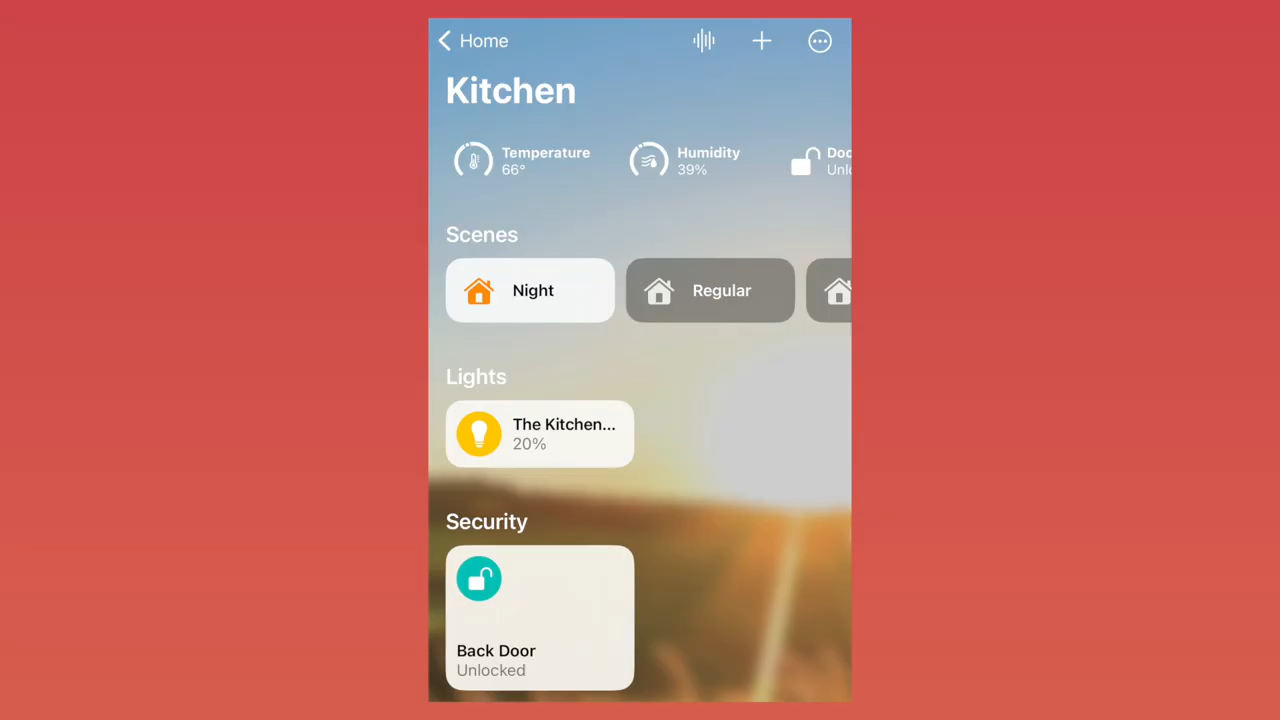 Home
Kitchen
Temperature
66°
Humidity
39%
Scenes
Night
Regular
Lights
The Kitchen...
20%
Security
Back Door
Unlocked